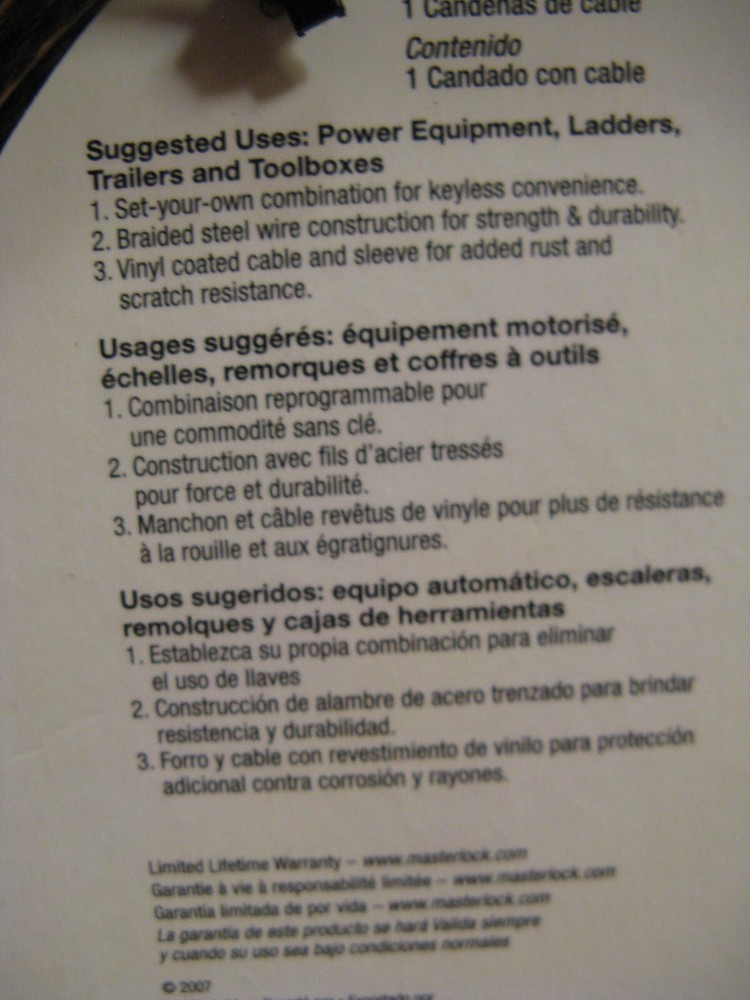 1 Candenas de cable
Contenido
1 Candado con cable
Suggested Uses: Power Equipment, Ladders,
Trailers and Toolboxes
1. Set-your-own combination for keyless convenience.
2. Braided steel wire construction for strength & durability.
3. Vinyl coated cable and sleeve for added rust and
scratch resistance.
Usages suggérés: équipement motorisé,
échelles, remorques et coffres à outils
1. Combinaison reprogrammable pour
une commodité sans clé.
2. Construction avec fils d'acier tressés
pour force et durabilité.
3. Manchon et câble revêtus de vinyle pour plus de résistance
à la rouille et aux égratignures.
Usos sugeridos: equipo automático, escaleras,
remolques y cajas de herramientas
1. Establezca su propia combinación para eliminar
el uso de llaves
2. Construcción de alambre de acero trenzado para brindar
resistencia y durabilidad.
3. Forro y cable con revestimiento de vinilo para protección
adicional contra corrosión y rayones.
Limited Lifetime Warranty – www.masterlock.com
Garantie à vie à responsabilité limitée – www.masterlock.com
Garantía limitada de por vida – www.masterlock.com
La garantía de este producto se hará Valida siempre
y cuando su uso sea bajo condiciones normales
© 2007